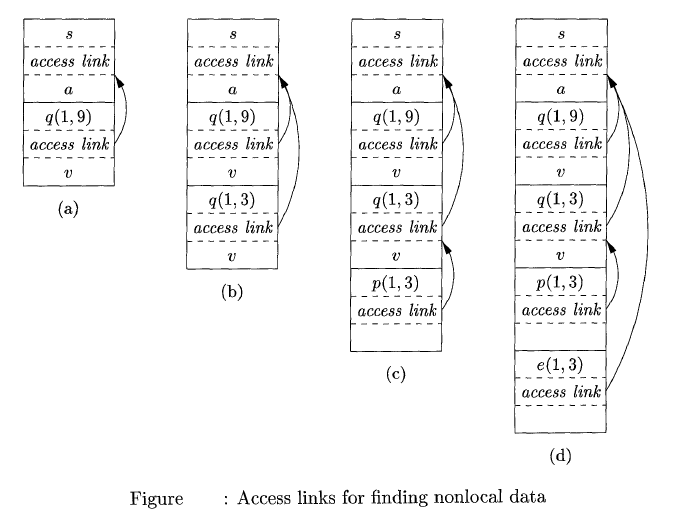 s
access link
a
q(1, 9)
access link
v
(a)
s
access link
a
q(1, 9)
access link
v
q(1, 3)
access link
v
(b)
s
access link
a
q(1, 9)
access link
v
q(1, 3)
access link
v
p(1, 3)
access link
(c)
s
access link
a
q(1, 9)
access link
v
q(1, 3)
access link
v
p(1, 3)
access link
e(1, 3)
access link
(d)
Figure : Access links for finding nonlocal data